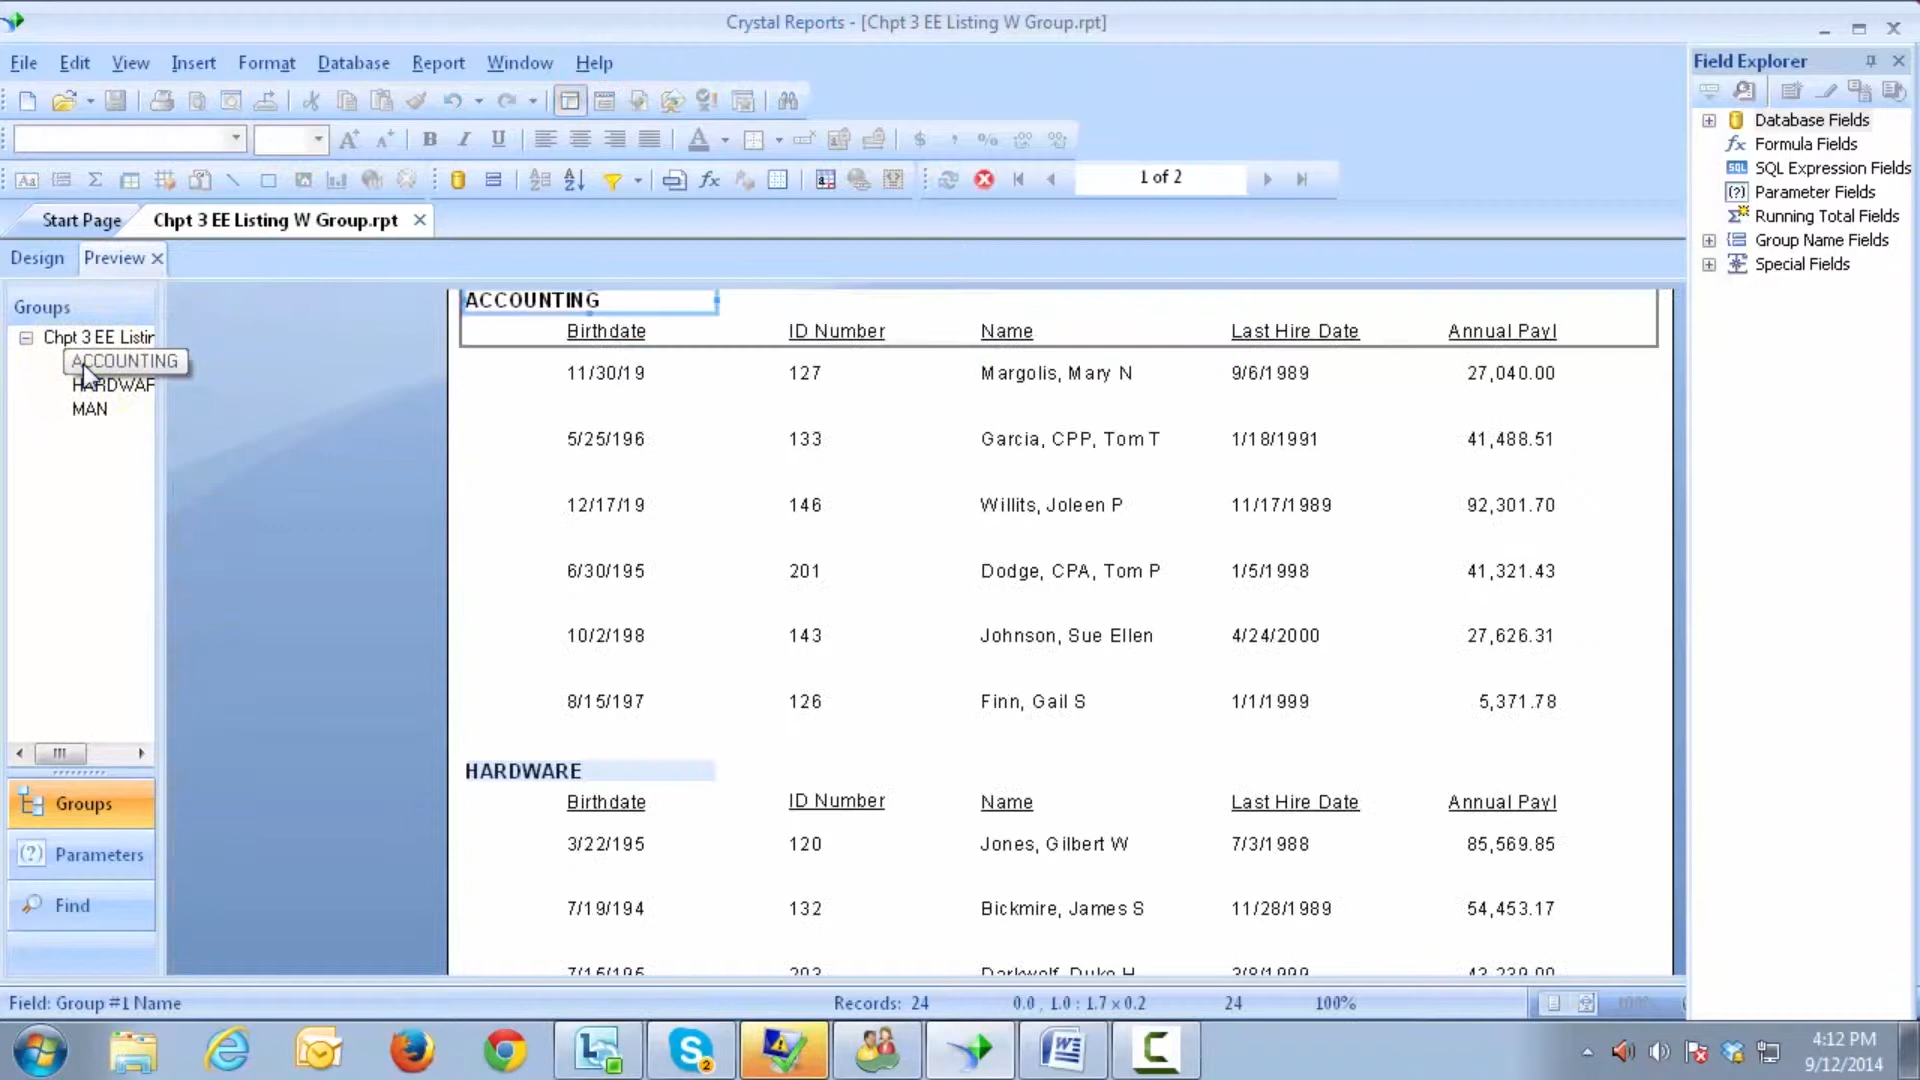 Crystal Reports - [Chpt 3 EE Listing W Group.rpt]
File Edit View Insert Format Database Report Window Help
1 of 2
Start Page Chpt 3 EE Listing W Group.rpt
Design Preview
Groups
Chpt 3 EE Listin
ACCOUNTING
HARDWAF
MAN
Groups
Parameters
Find
ACCOUNTING
Birthdate ID Number Name Last Hire Date Annual Payl
11/30/19 127 Margolis, Mary N 9/6/1989 27,040.00
5/25/196 133 Garcia, CPP, Tom T 1/18/1991 41,488.51
12/17/19 146 Willits, Joleen P 11/17/1989 92,301.70
6/30/195 201 Dodge, CPA, Tom P 1/5/1998 41,321.43
10/2/198 143 Johnson, Sue Ellen 4/24/2000 27,626.31
8/15/197 126 Finn, Gail S 1/1/1999 5,371.78
HARDWARE
Birthdate ID Number Name Last Hire Date Annual Payl
3/22/195 120 Jones, Gilbert W 7/3/1988 85,569.85
7/19/194 132 Bickmire, James S 11/28/1989 54,453.17
Field Explorer
Database Fields
Formula Fields
SQL Expression Fields
Parameter Fields
Running Total Fields
Group Name Fields
Special Fields
Field: Group #1 Name Records: 24 0.0 , 1.0 : 1.7 x 0.2 24 100%
4:12 PM
9/12/2014